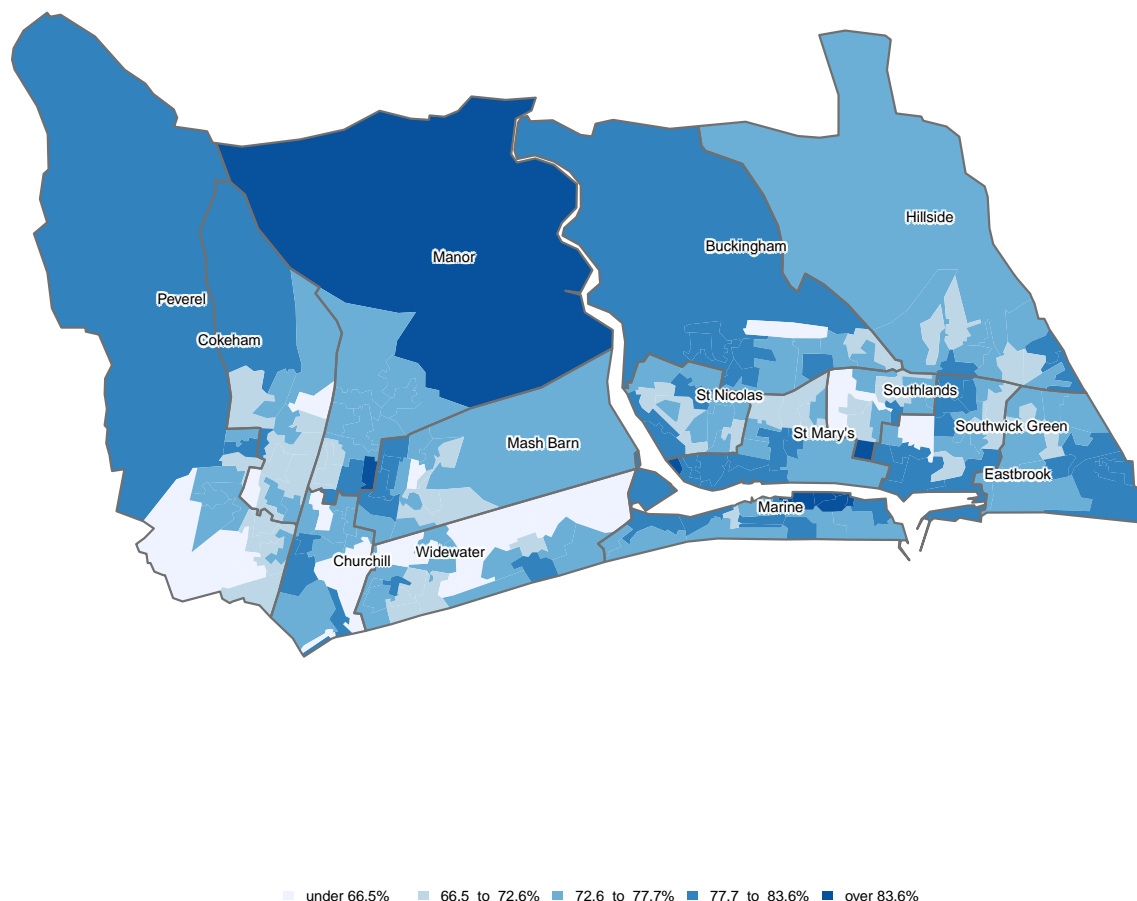 Hillside
Buckingham
Manor
Peverel
Cokeham
Southlands
St Nicolas
Southwick Green
St Mary's
Mash Barn
Eastbrook
Marine
Widewater
Churchill
under 66.5% 66.5 to 72.6% 72.6 to 77.7% 77.7 to 83.6% over 83.6%